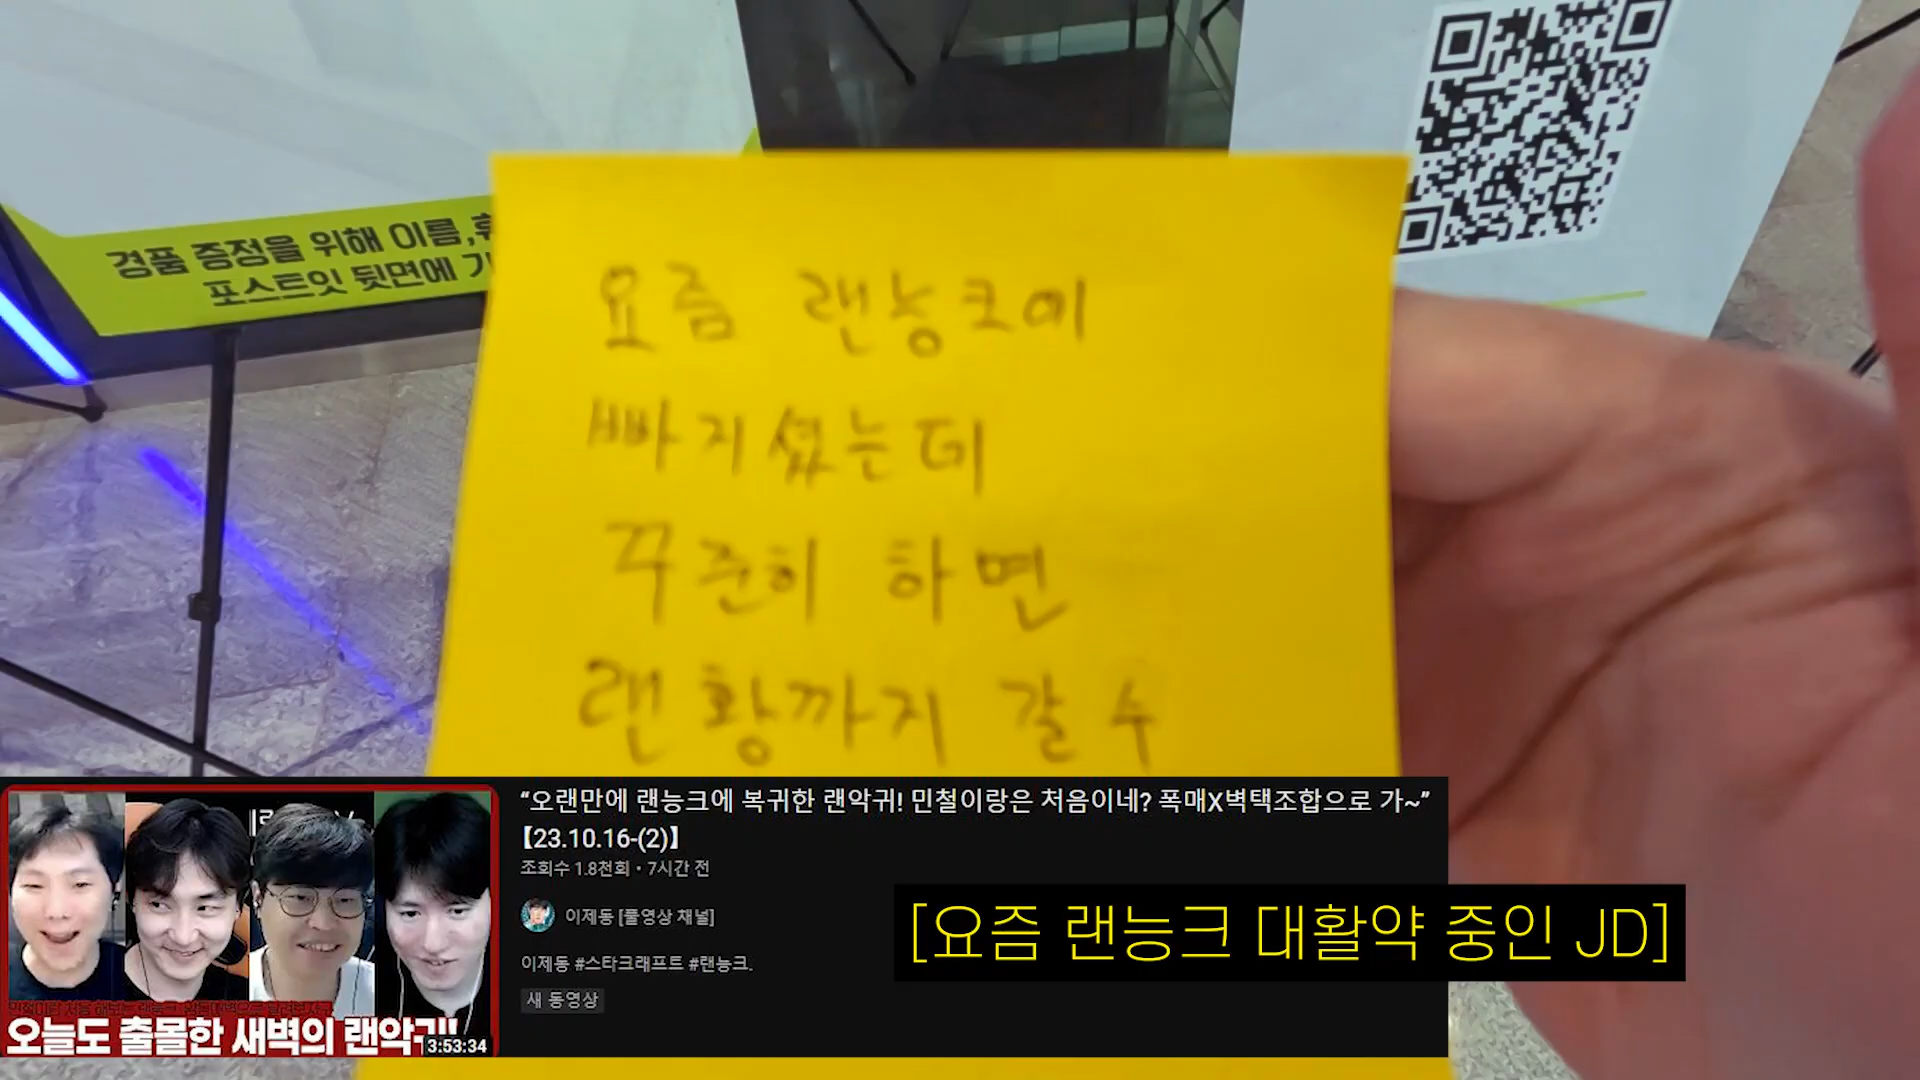 경품 증정을 위해 이름,
포스트잇 뒷면에
요즘 랜능크에
빠지셨는데
꾸준히 하면
랜황까지 갈 수
“오랜만에 랜능크에 복귀한 랜악귀! 민철이랑은 처음이네? 폭매X벽택조합으로 가~”
【23.10.16-(2)】
조회수 1.8천회 • 7시간 전
이제동 [풀영상 채널]
이제동 #스타크래프트 #랜능크.
새 동영상
오늘도 출몰한 새벽의 랜악귀!!
3:53:34
[요즘 랜능크 대활약 중인 JD]